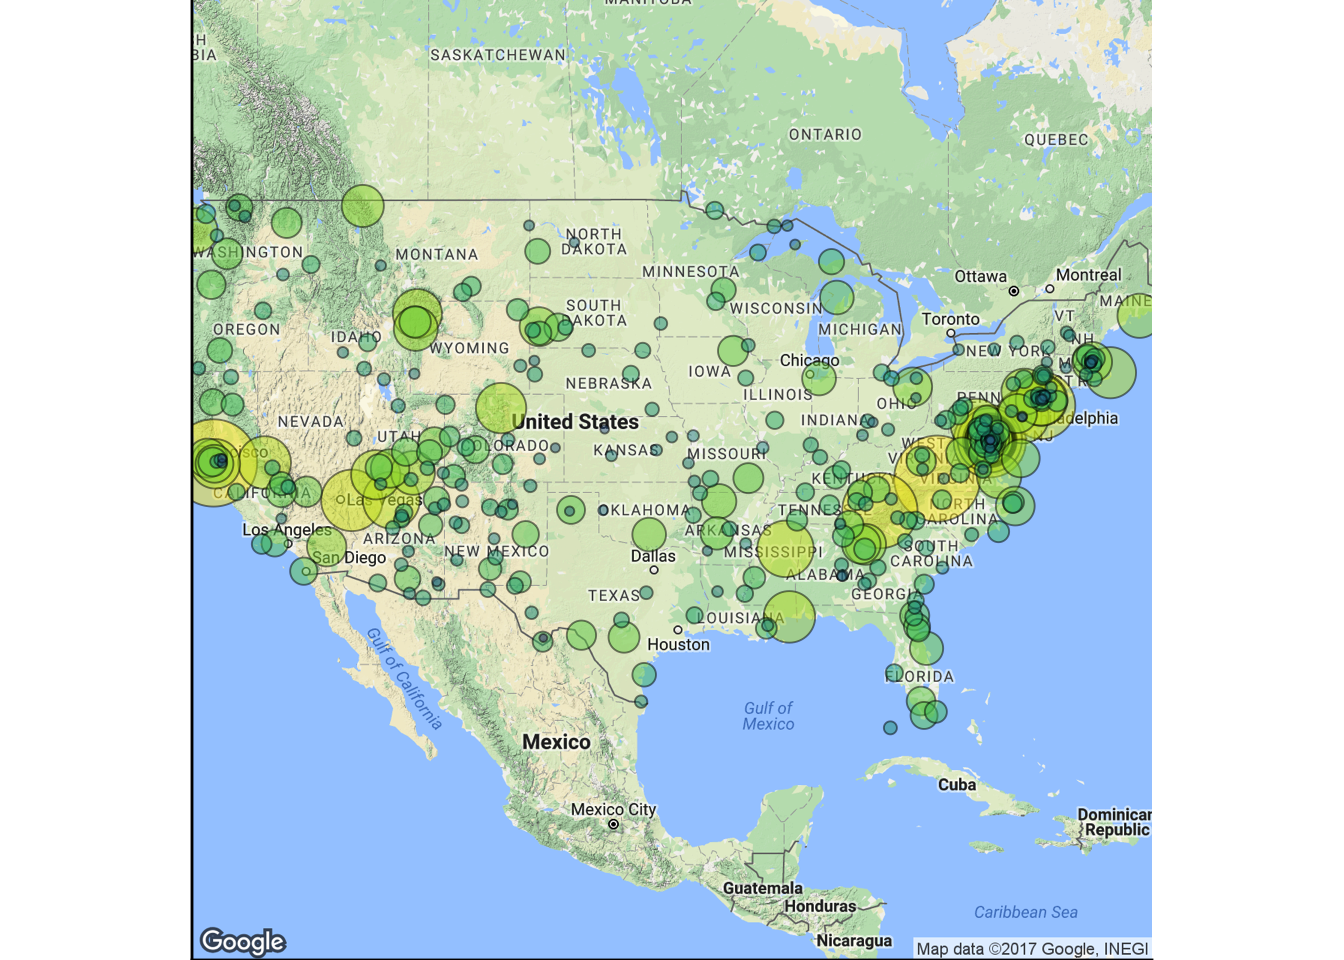 MANITOBA
H
BIA
SASKATCHEWAN
ONTARIO
QUEBEC
WASHINGTON
MONTANA
NORTH
DAKOTA
MINNESOTA
Ottawa
Montreal
MAINE
SOUTH
DAKOTA
WISCONSIN
MICHIGAN
Toronto
VT
NH
OREGON
IDAHO
WYOMING
NEW YORK
Chicago
IOWA
NEBRASKA
ILLINOIS
INDIANA
OHIO
PENN
adelphia
NJ
NEVADA
UTAH
United States
COLORADO
KANSAS
MISSOURI
WEST
VIRGINIA
KENTUCKY
CALIFORNIA
Las Vegas
OKLAHOMA
TENNESSEE
NORTH
CAROLINA
Los Angeles
ARIZONA
NEW MEXICO
ARKANSAS
MISSISSIPPI
SOUTH
CAROLINA
San Diego
Dallas
ALABAMA
GEORGIA
TEXAS
LOUISIANA
Houston
FLORIDA
Gulf of California
Gulf of
Mexico
Mexico
Mexico City
Cuba
Dominican
Republic
Guatemala
Honduras
Nicaragua
Caribbean Sea
Google
Map data ©2017 Google, INEGI